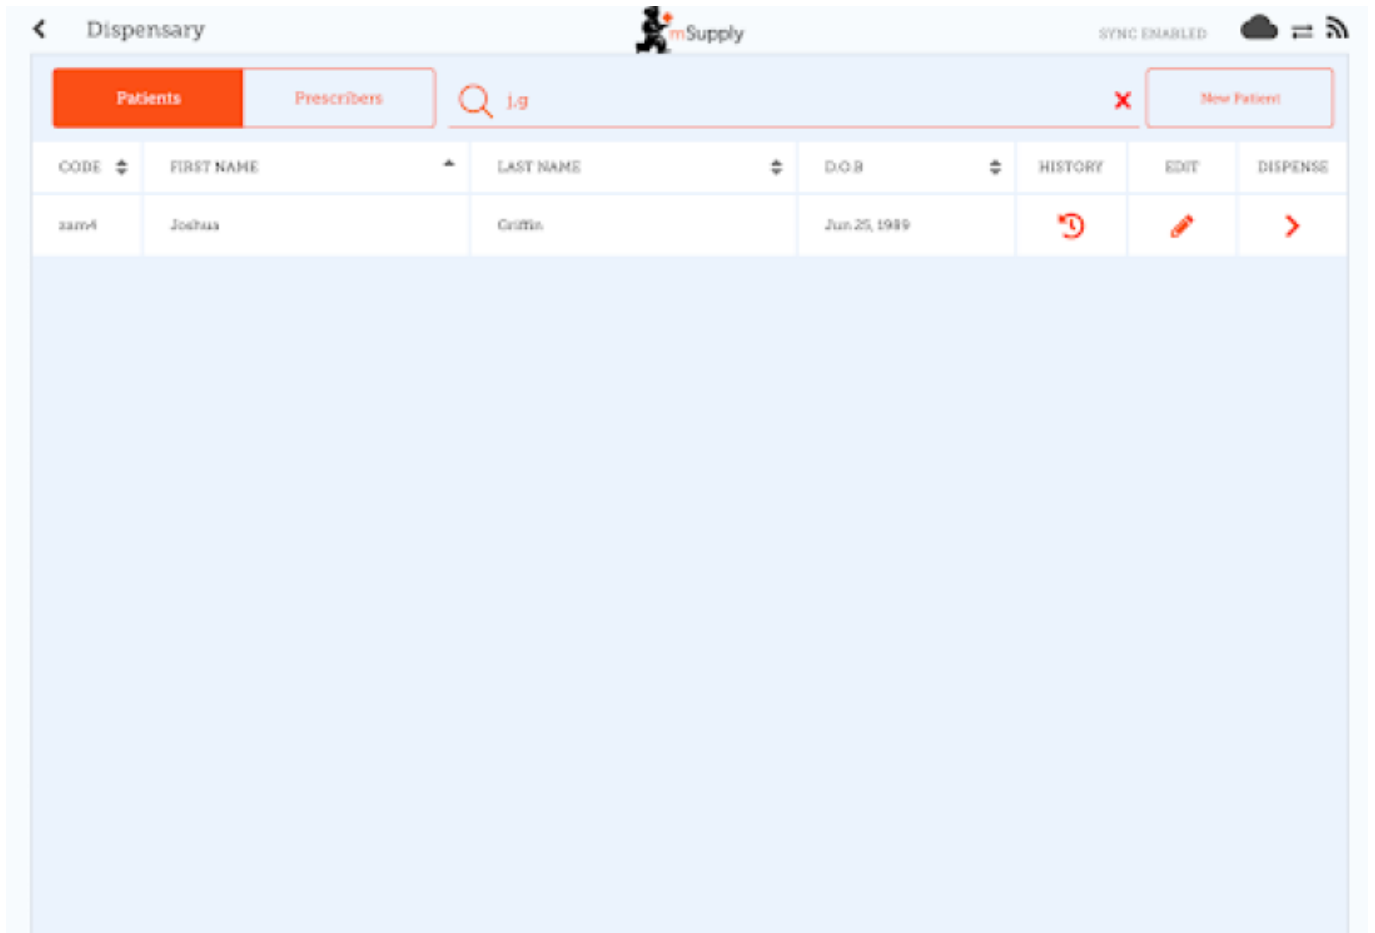 Dispensary
mSupply
SYNC ENABLED
Patients
Prescribers
j.g
New Patient
CODE FIRST NAME LAST NAME D.O.B HISTORY EDIT DISPENSE
Joshua Griffin Jun 25, 1989